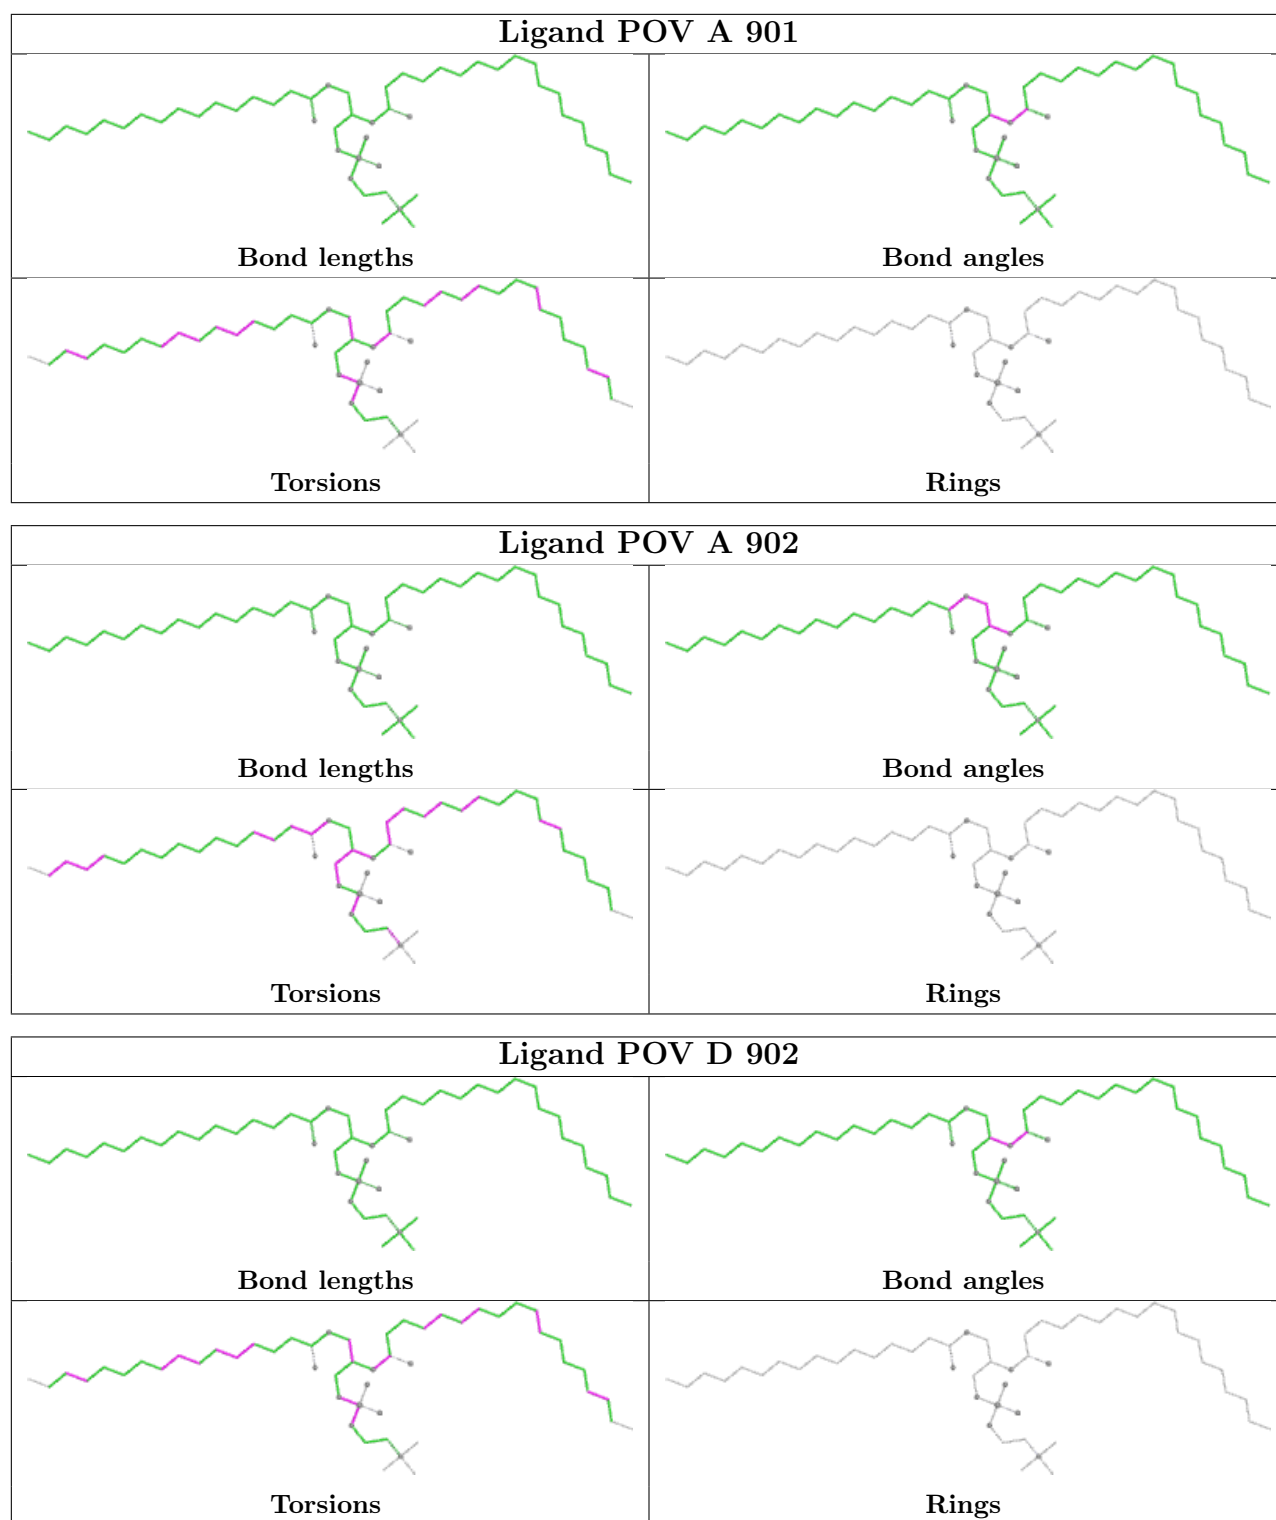 Ligand POV A 901
Bond lengths
Bond angles
Torsions
Rings
Ligand POV A 902
Bond lengths
Bond angles
Torsions
Rings
Ligand POV D 902
Bond lengths
Bond angles
Torsions
Rings